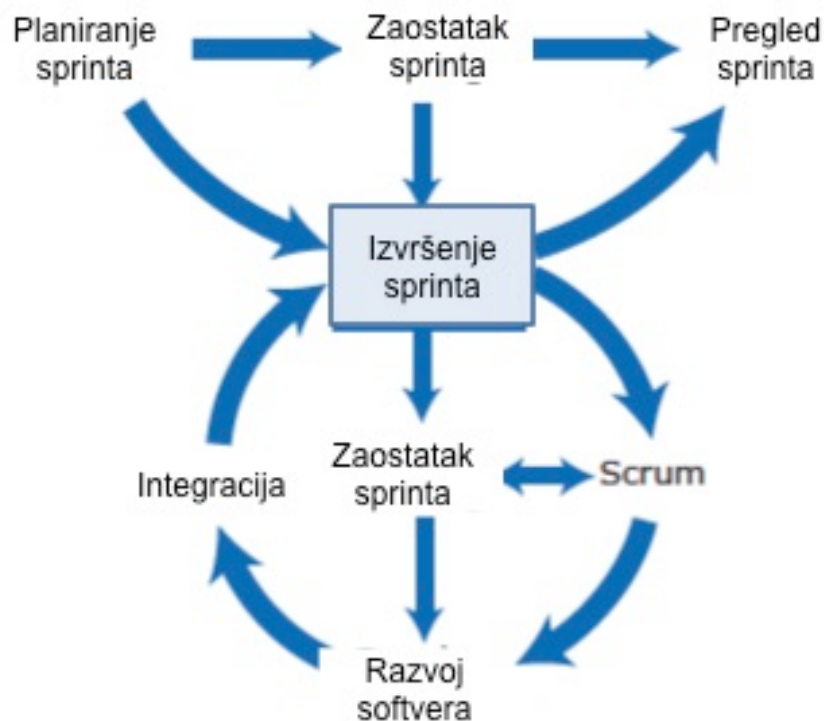 Planiranje
sprinta
Zaostatak
sprinta
Pregled
sprinta
Izvršenje
sprinta
Integracija
Zaostatak
sprinta
Scrum
Razvoj
softvera